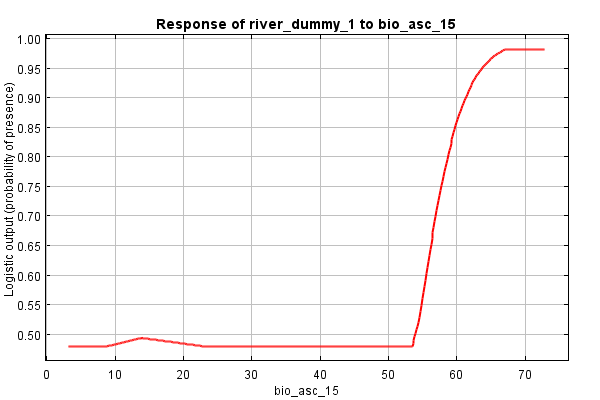 Response of river_dummy_1 to bio_asc_15
Logistic output (probability of presence)
1.00
0.95
0.90
0.85
0.80
0.75
0.70
0.65
0.60
0.55
0.50
0 10 20 30 40 50 60 70
bio_asc_15